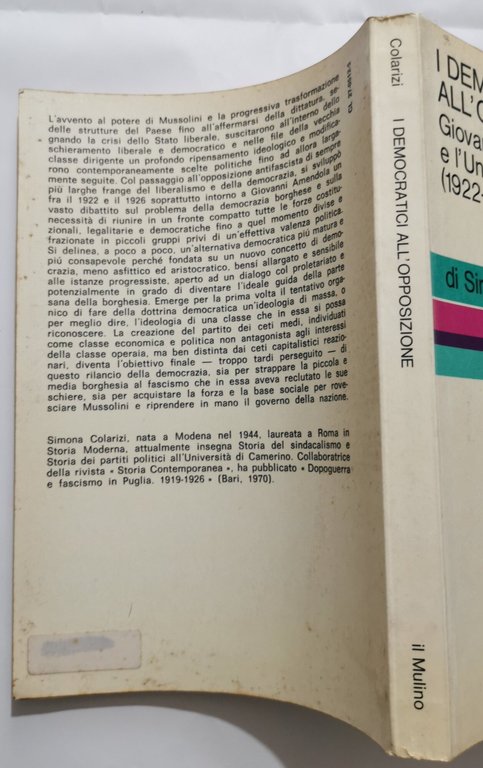 L'avvento al potere di Mussolini e la progressiva trasformazione
delle strutture del Paese fino all'affermarsi della dittatura, se-
gnando la crisi dello Stato liberale, suscitarono all'interno dello
schieramento liberale e democratico e nelle file della vecchia
classe dirigente un profondo ripensamento ideologico e modifica-
rono contemporaneamente scelte politiche fino ad allora larga-
mente seguite. Col passaggio all'opposizione antifascista di sempre
più larghe frange del liberalismo e della democrazia, si sviluppò
fra il 1922 e il 1926 soprattutto intorno a Giovanni Amendola un
vasto dibattito sul problema della democrazia borghese e sulla
necessità di riunire in un fronte compatto tutte le forze costitu-
zionali, legalitarie e democratiche fino a quel momento divise e
frazionate in piccoli gruppi privi di un'effettiva valenza politica.
Si delinea, a poco a poco, un'alternativa democratica più matura e
più consapevole perché fondata su un nuovo concetto di demo-
crazia, meno asfittico ed aristocratico, bensì allargato e sensibile
alle istanze progressiste, aperto ad un dialogo col proletariato e
potenzialmente in grado di diventare l'ideale guida della parte
sana della borghesia. Emerge per la prima volta il tentativo orga-
nico di fare della dottrina democratica un'ideologia di massa, o
per meglio dire, l'ideologia di una classe che in essa si possa
riconoscere. La creazione del partito dei ceti medi, individuati
come classe economica e politica non antagonista agli interessi
della classe operaia, ma ben distinta dai ceti capitalistici reazio-
nari, diventa l'obiettivo finale — troppo tardi perseguito — di
questo rilancio della democrazia, sia per strappare la piccola e
media borghesia al fascismo che in essa aveva reclutato le sue
schiere, sia per acquistare la forza e la base sociale per rove-
sciare Mussolini e riprendere in mano il governo della nazione.
Simona Colarizi, nata a Modena nel 1944, laureata a Roma in
Storia Moderna, attualmente insegna Storia del sindacalismo e
Storia dei partiti politici all'Università di Camerino. Collaboratrice
della rivista « Storia Contemporanea », ha pubblicato « Dopoguerra
e fascismo in Puglia. 1919-1926 » (Bari, 1970).
Colarizi
I DEMOCRATICI ALL'OPPOSIZIONE
il Mulino
I DEM
ALL'O
Giovan
e l'Un
(1922-
di Sim